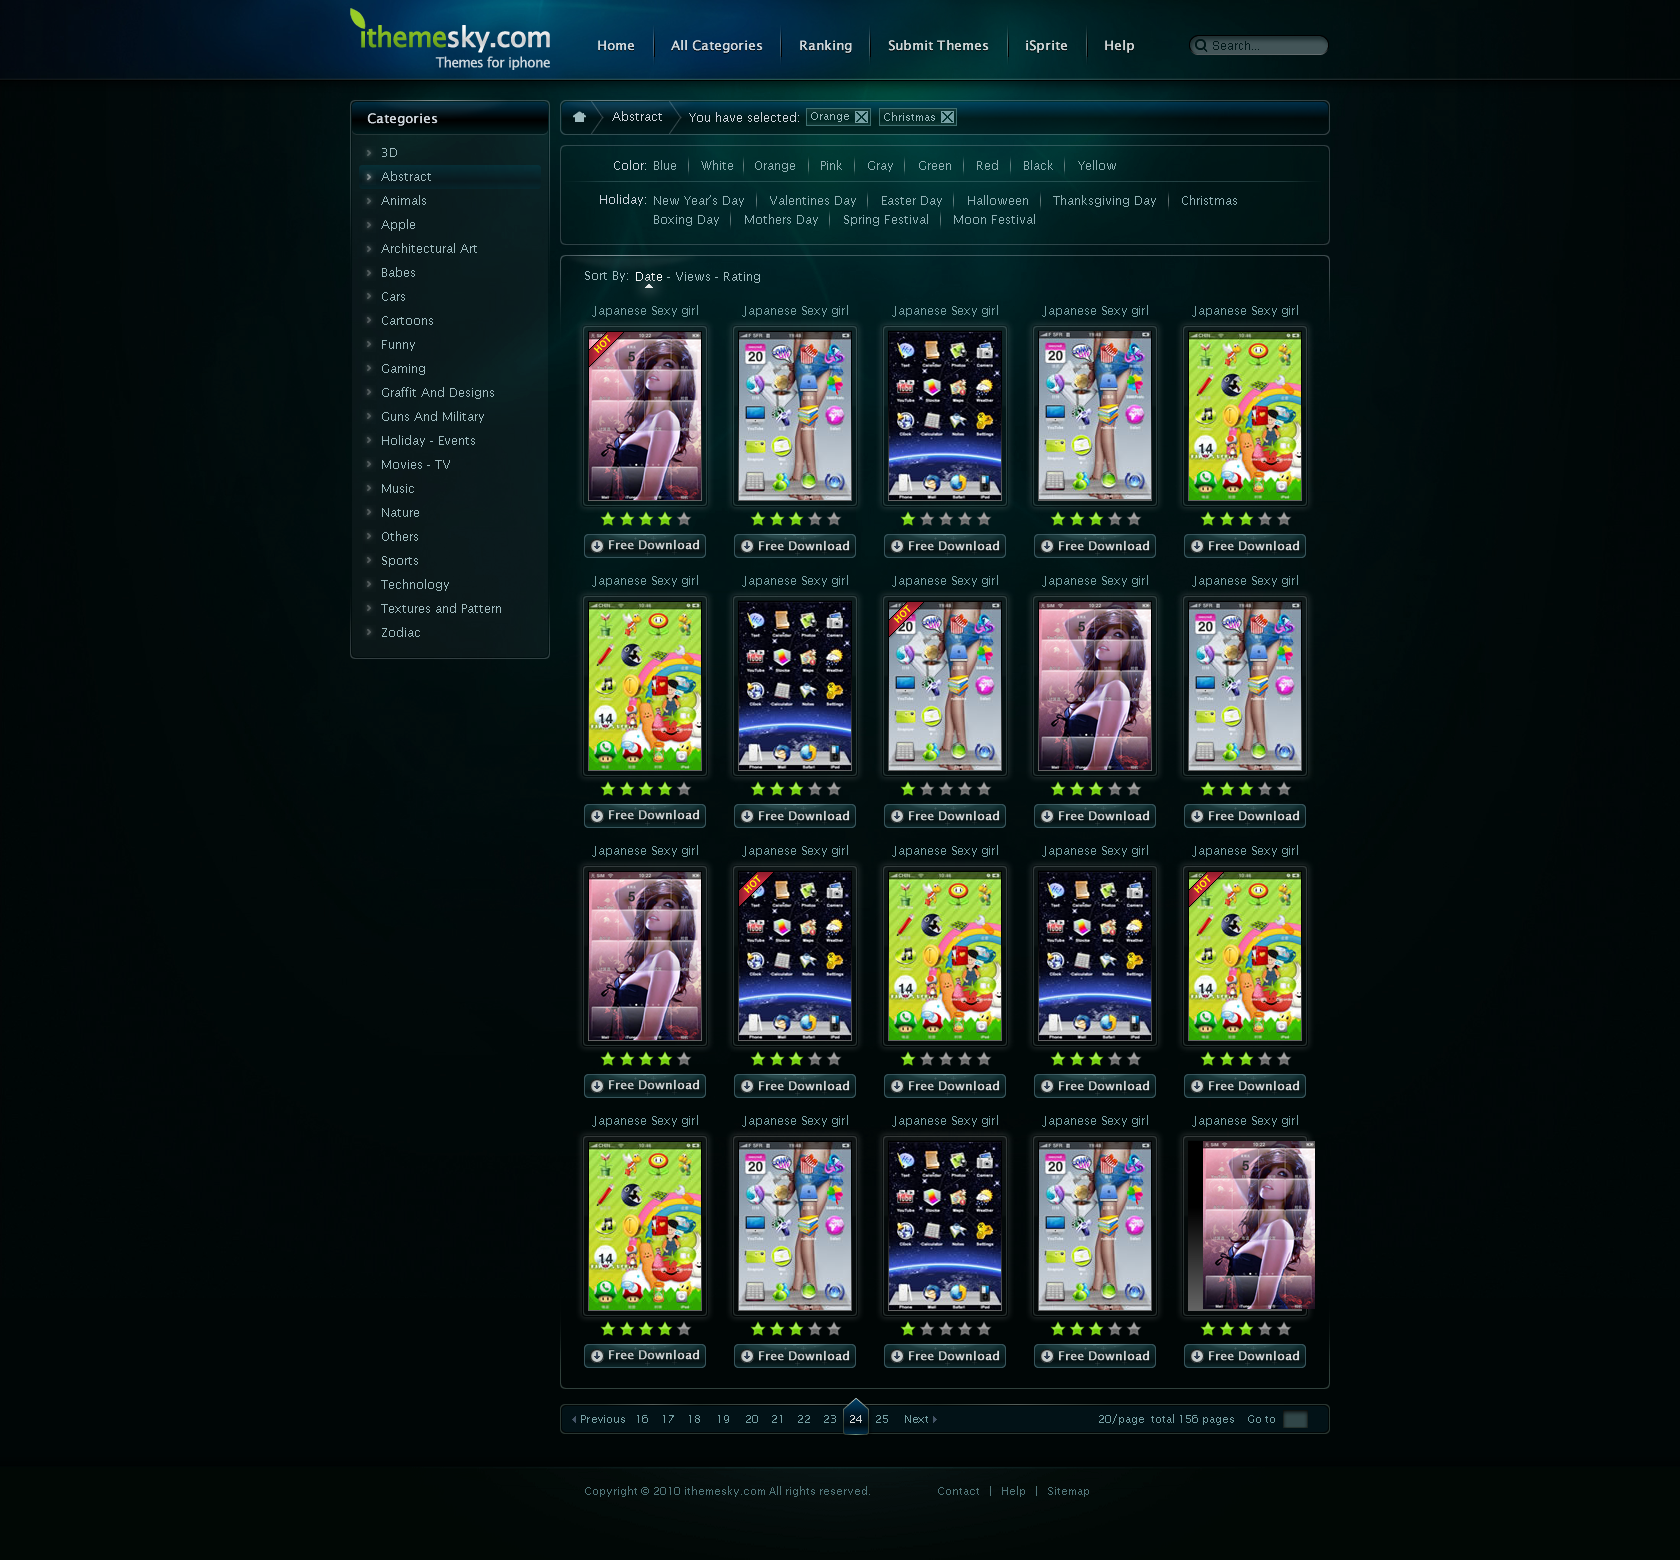 ithemesky.com
Themes for iphone
Home
All Categories
Ranking
Submit Themes
iSprite
Help
Search...
Categories
3D
Abstract
Animals
Apple
Architectural Art
Babes
Cars
Cartoons
Funny
Gaming
Graffit And Designs
Guns And Military
Holiday - Events
Movies - TV
Music
Nature
Others
Sports
Technology
Textures and Pattern
Zodiac
Abstract You have selected: Orange Christmas
Color: Blue White Orange Pink Gray Green Red Black Yellow
Holiday: New Year's Day Valentines Day Easter Day Halloween Thanksgiving Day Christmas
Boxing Day Mothers Day Spring Festival Moon Festival
Sort By: Date - Views - Rating
Japanese Sexy girl Japanese Sexy girl Japanese Sexy girl Japanese Sexy girl Japanese Sexy girl
HOT
Free Download Free Download Free Download Free Download Free Download
Japanese Sexy girl Japanese Sexy girl Japanese Sexy girl Japanese Sexy girl Japanese Sexy girl
HOT
Free Download Free Download Free Download Free Download Free Download
Japanese Sexy girl Japanese Sexy girl Japanese Sexy girl Japanese Sexy girl Japanese Sexy girl
HOT HOT
Free Download Free Download Free Download Free Download Free Download
Japanese Sexy girl Japanese Sexy girl Japanese Sexy girl Japanese Sexy girl Japanese Sexy girl
Free Download Free Download Free Download Free Download Free Download
Previous 16 17 18 19 20 21 22 23 24 25 Next 20/page total 156 pages Go to
Copyright © 2010 ithemesky.com All rights reserved. Contact | Help | Sitemap